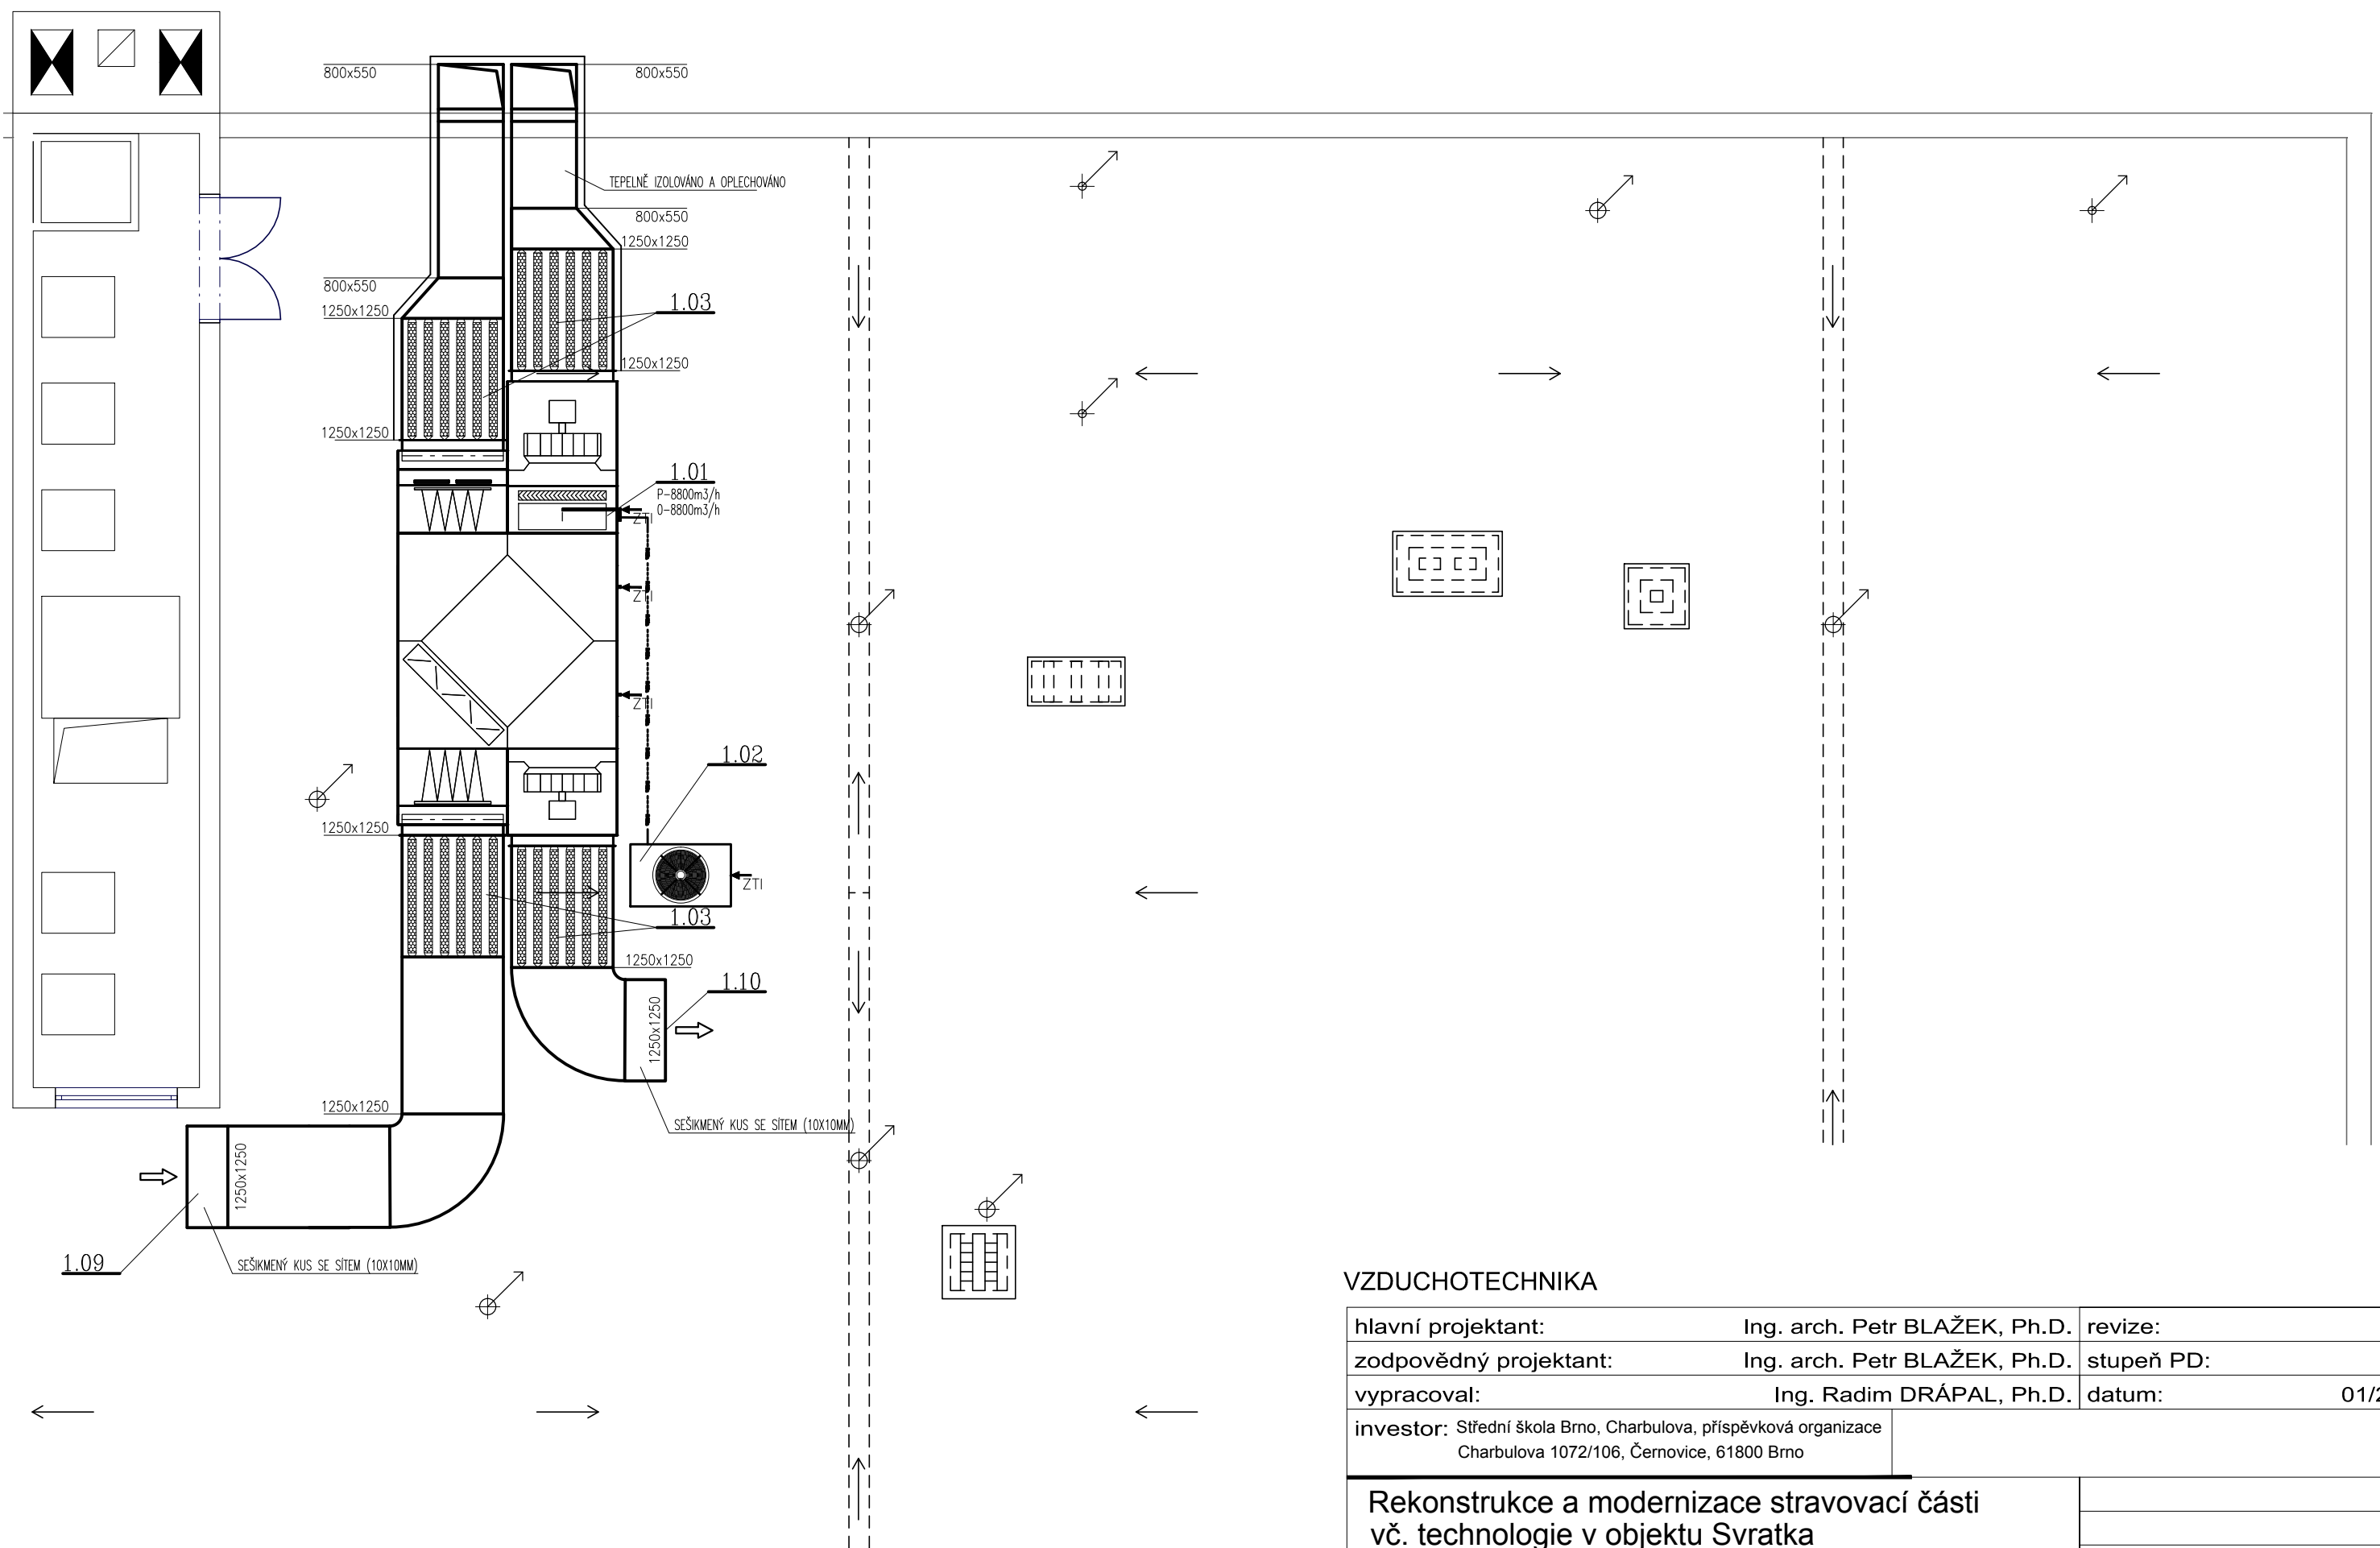 800x550
800x550
TEPELNĚ IZOLOVÁNO A OPLECHOVÁNO
800x550
1250x1250
800x550
1250x1250
1.03
1250x1250
1250x1250
1.01
P-8800m3/h
O-8800m3/h
ZTI
ZTI
ZTI
1.02
1250x1250
ZTI
1.03
1250x1250
1.10
1250x1250
1250x1250
SEŠIKMENÝ KUS SE SÍTEM (10X10MM)
1250x1250
1.09
SEŠIKMENÝ KUS SE SÍTEM (10X10MM)
VZDUCHOTECHNIKA
hlavní projektant: Ing. arch. Petr BLAŽEK, Ph.D. revize:
zodpovědný projektant: Ing. arch. Petr BLAŽEK, Ph.D. stupeň PD:
vypracoval: Ing. Radim DRÁPAL, Ph.D. datum: 01/2
investor: Střední škola Brno, Charbulova, příspěvková organizace
Charbulova 1072/106, Černovice, 61800 Brno
Rekonstrukce a modernizace stravovací části
vč. technologie v objektu Svratka